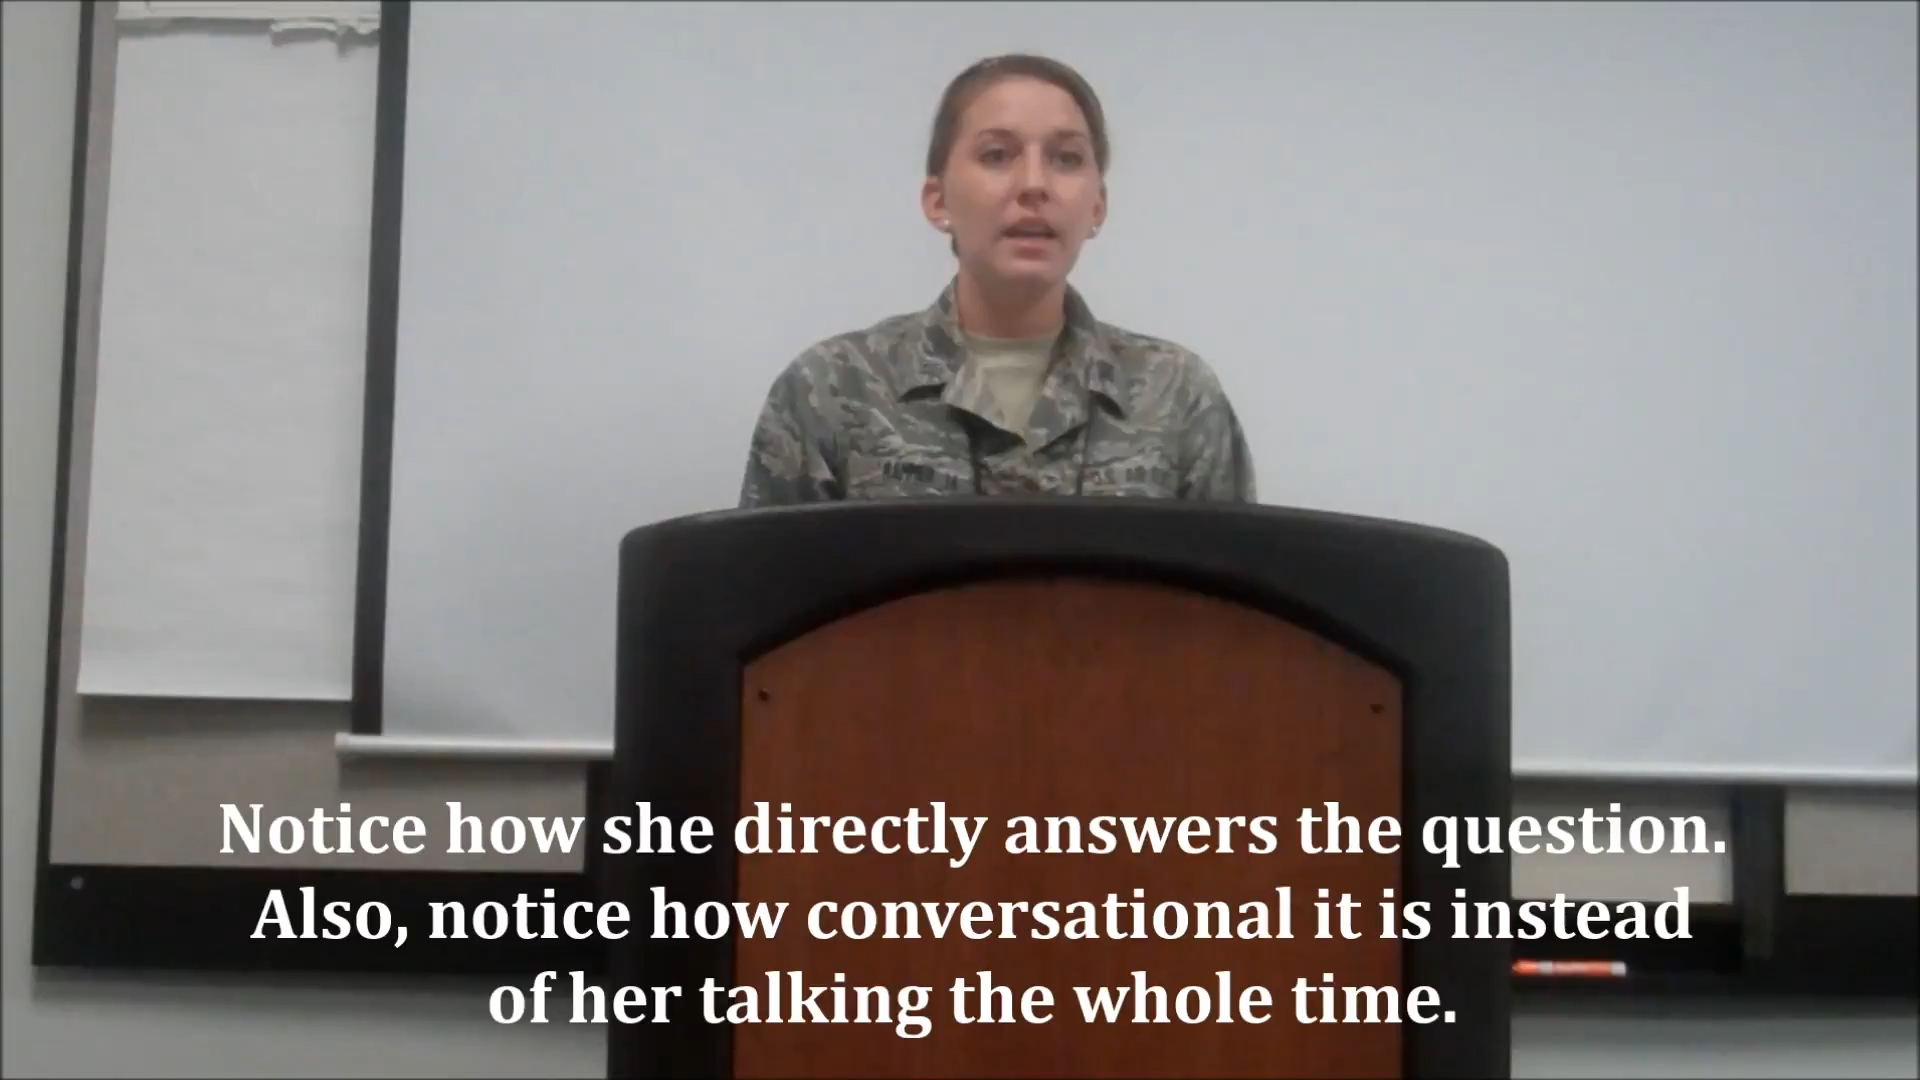 Notice how she directly answers the question.
Also, notice how conversational it is instead
of her talking the whole time.